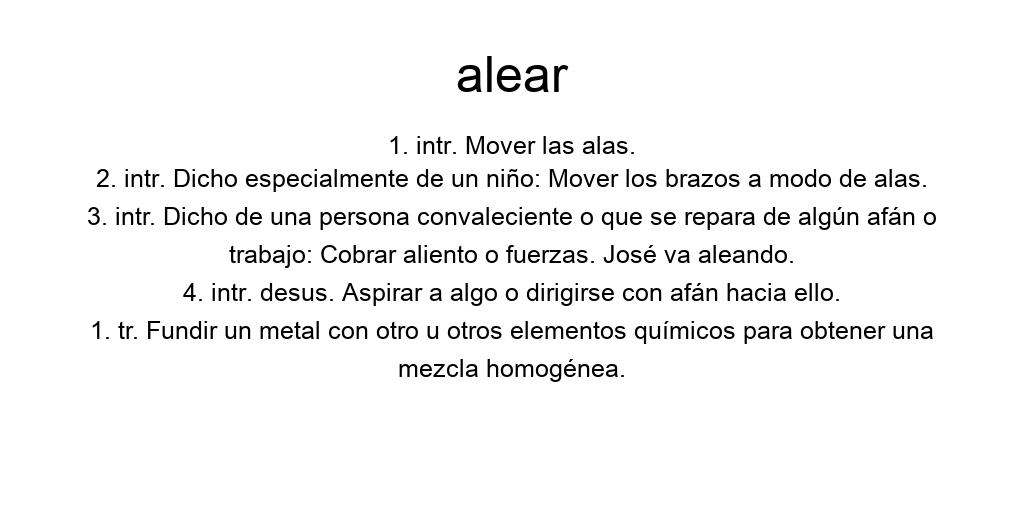 alear
1. intr. Mover las alas.
2. intr. Dicho especialmente de un niño: Mover los brazos a modo de alas.
3. intr. Dicho de una persona convaleciente o que se repara de algún afán o
trabajo: Cobrar aliento o fuerzas. José va aleando.
4. intr. desus. Aspirar a algo o dirigirse con afán hacia ello.
1. tr. Fundir un metal con otro u otros elementos químicos para obtener una
mezcla homogénea.